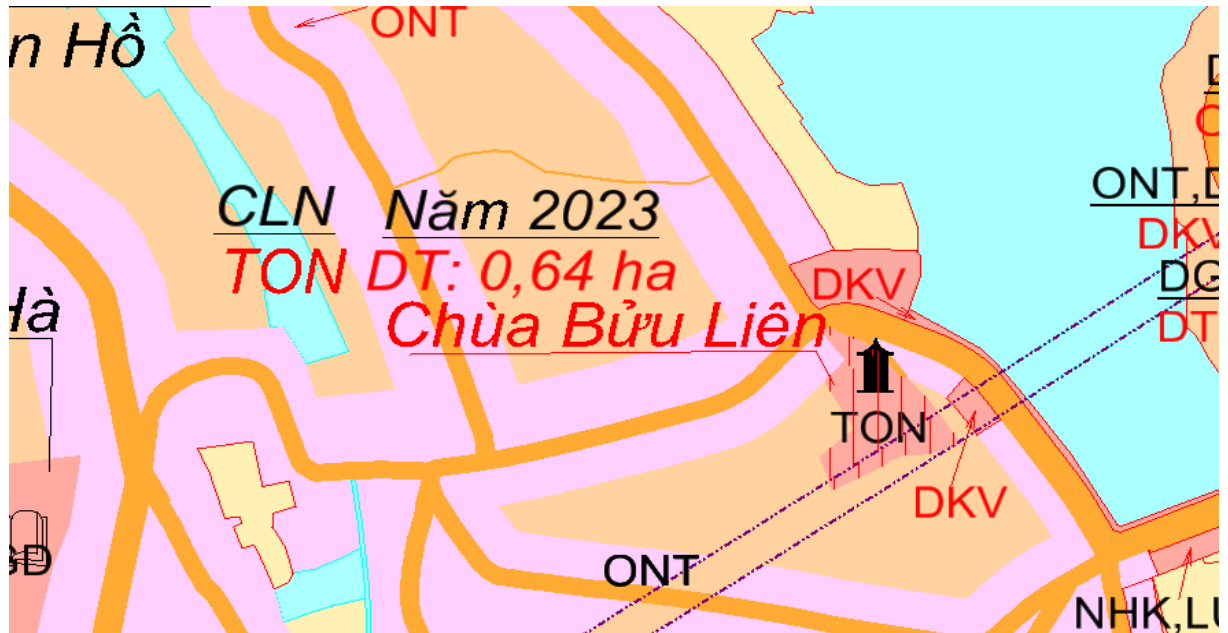 ONT
n Hồ
CLN Năm 2023
TON DT: 0,64 ha
Chùa Bửu Liên
DKV
ONT,D
DKV
DG
DT
Hà
TON
DKV
ONT
GD
NHK,LU